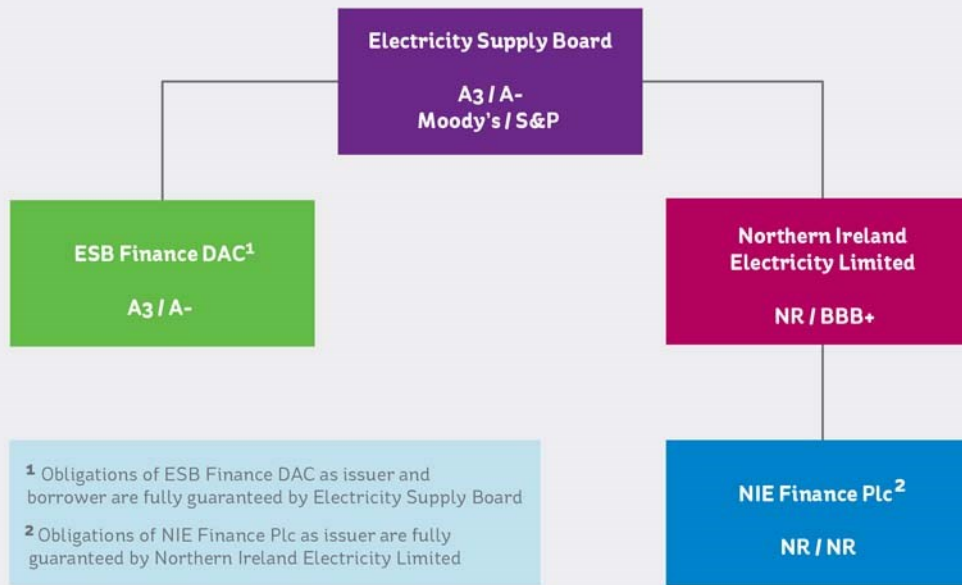 Electricity Supply Board
A3 / A-
Moody's / S&P
ESB Finance DAC¹
A3 / A-
Northern Ireland
Electricity Limited
NR / BBB+
¹ Obligations of ESB Finance DAC as issuer and
borrower are fully guaranteed by Electricity Supply Board
² Obligations of NIE Finance Plc as issuer are fully
guaranteed by Northern Ireland Electricity Limited
NIE Finance Plc²
NR / NR